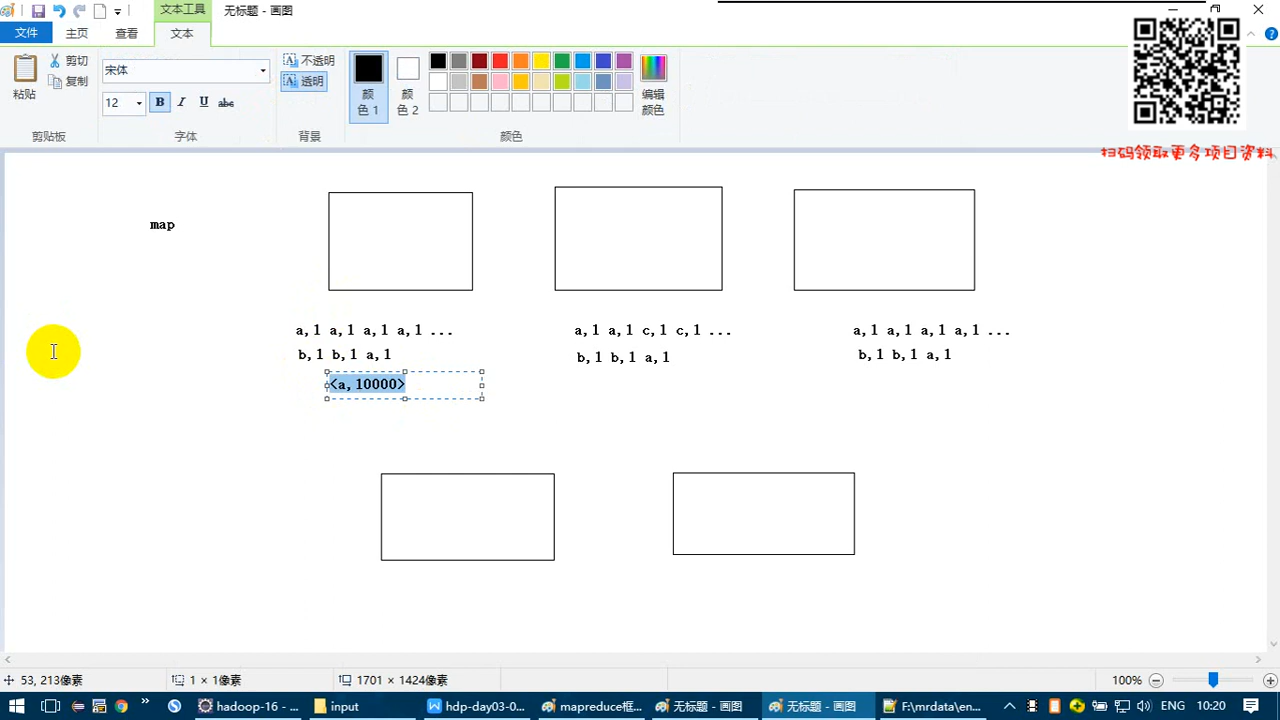 文本工具
无标题 - 画图
文件
主页
查看
文本
粘贴
剪切
复制
剪贴板
宋体
12
B
I
U
abc
字体
不透明
透明
背景
颜色 1
颜色 2
编辑颜色
颜色
扫码领取更多项目资料
map
a,1 a,1 a,1 a,1 ...
a,1 a,1 c,1 c,1 ...
a,1 a,1 a,1 a,1 ...
b,1 b,1 a,1
b,1 b,1 a,1
b,1 b,1 a,1
<a,10000>
53, 213像素
1 × 1像素
1701 × 1424像素
100%
hadoop-16 - ...
input
hdp-day03-0...
mapreduce框...
无标题 - 画图
无标题 - 画图
F:\mrdata\en...
ENG
10:20